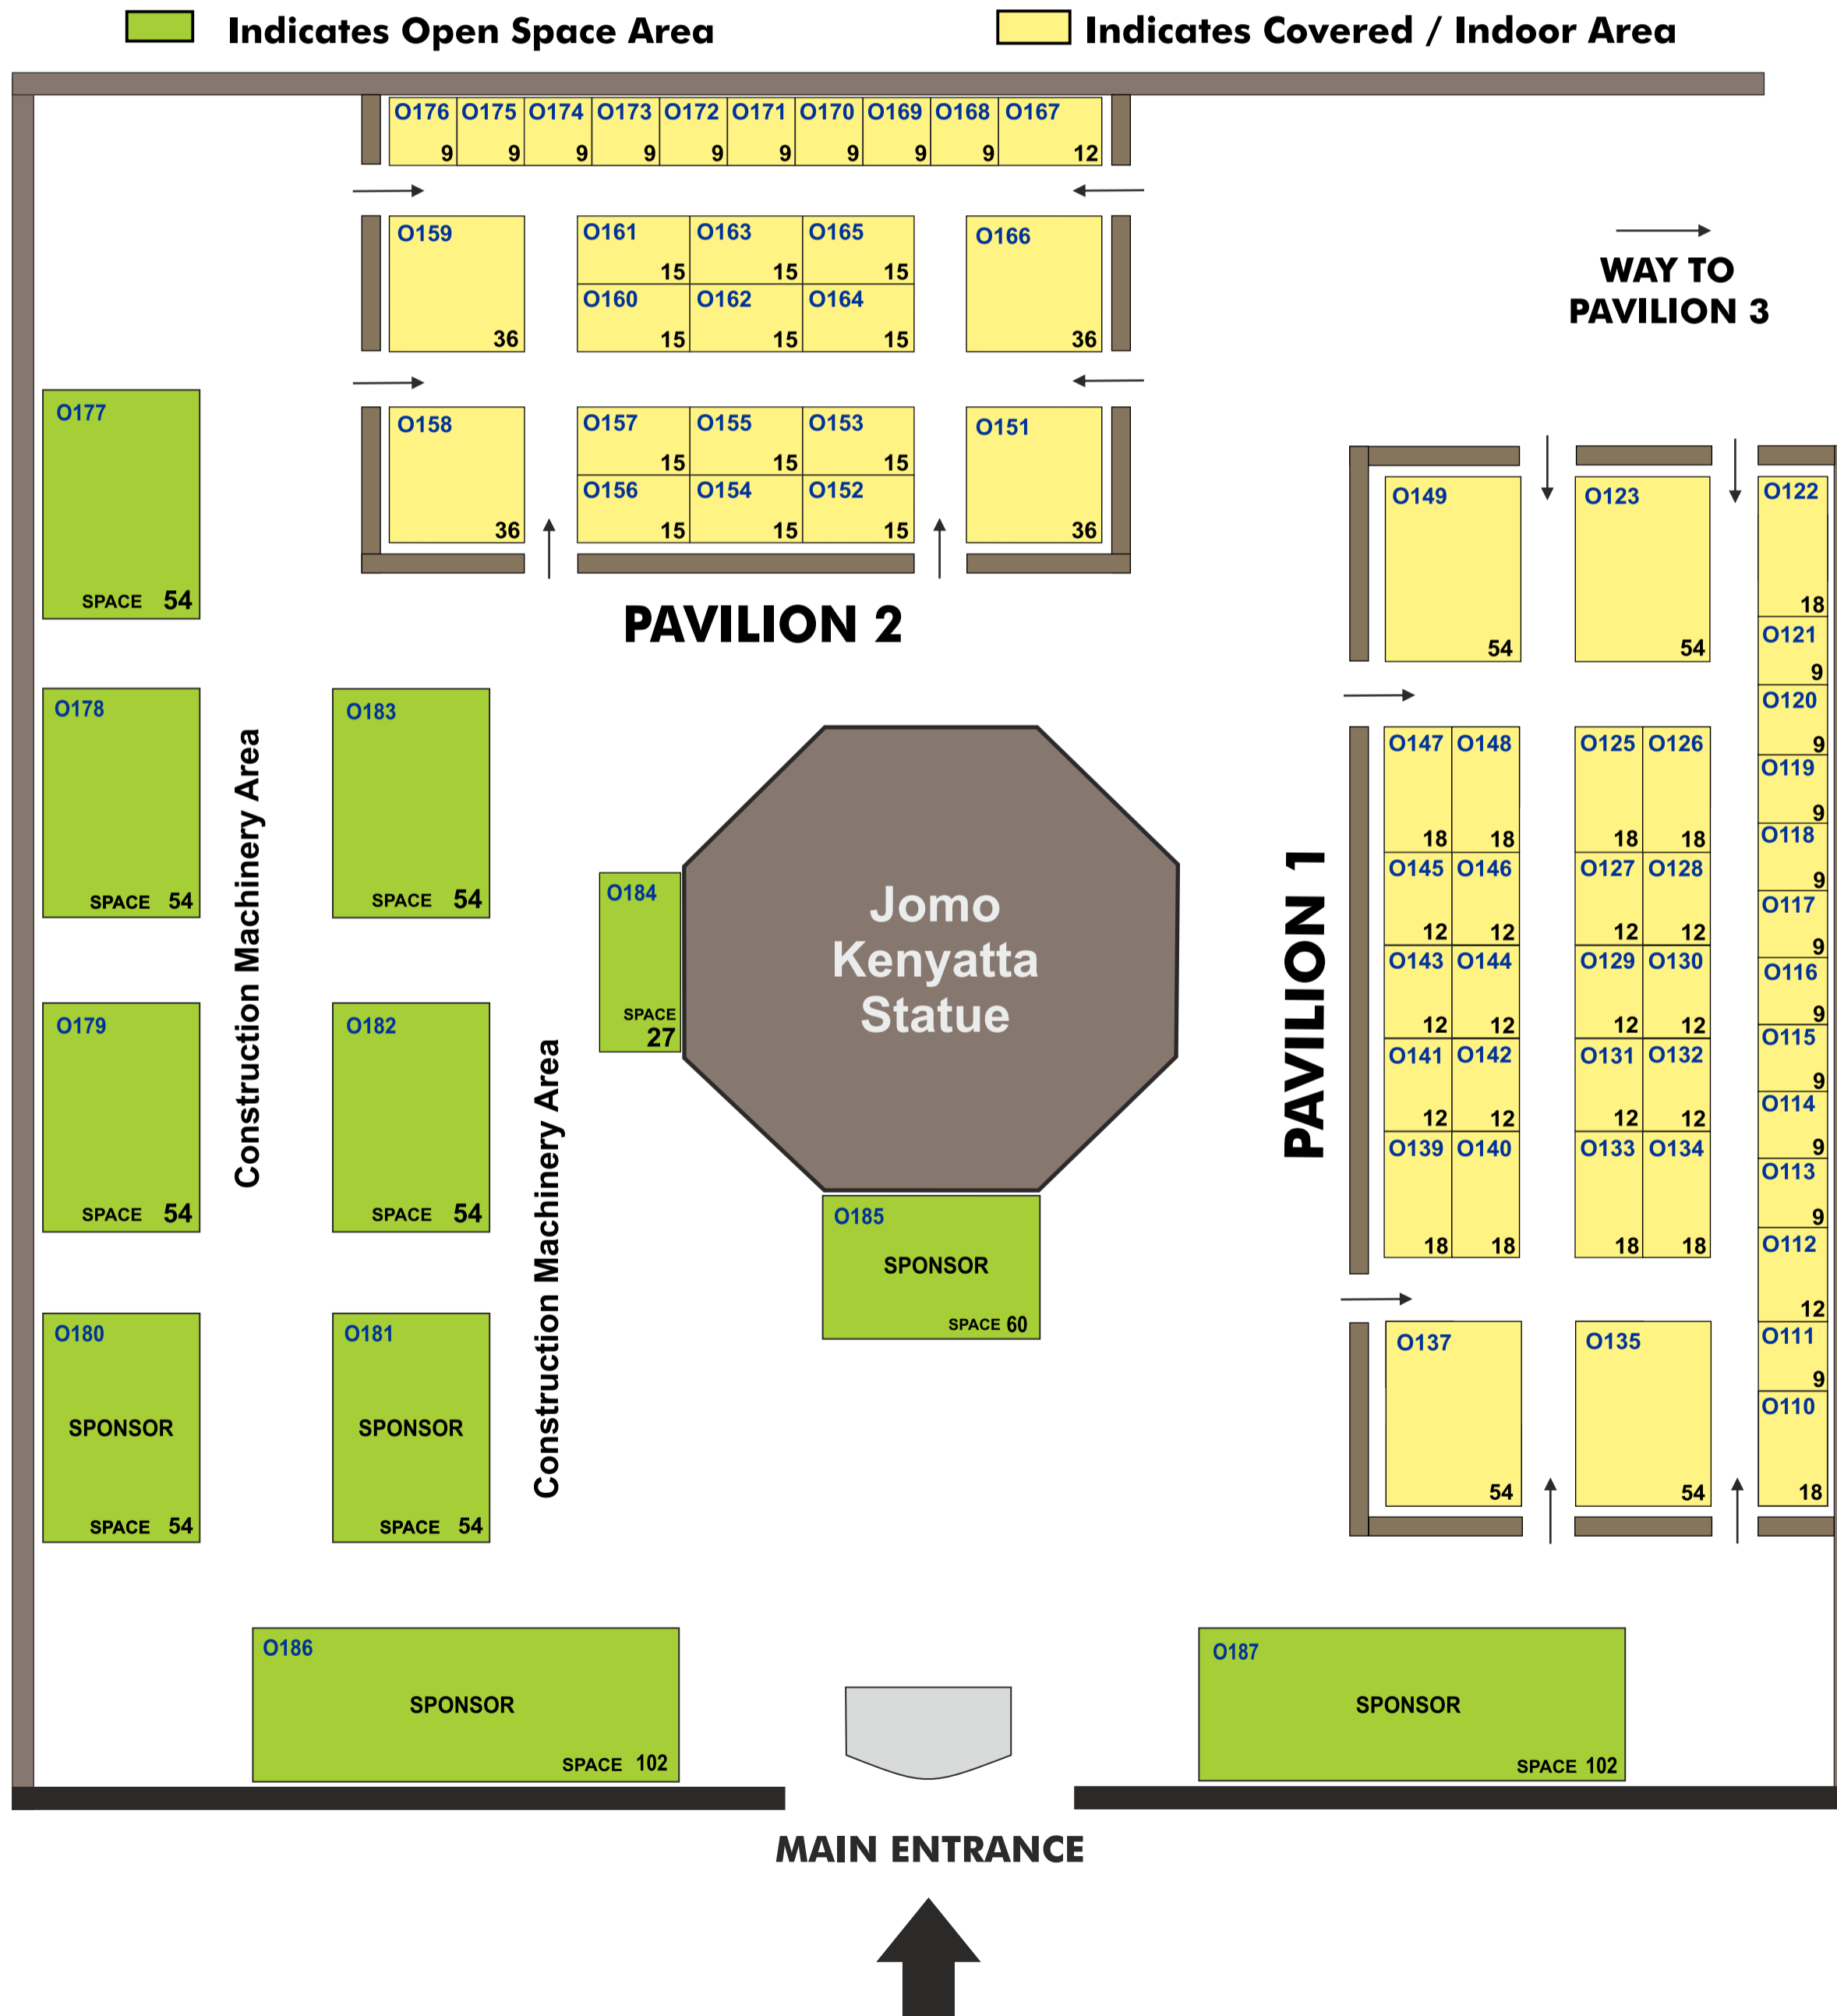 Indicates Open Space Area
Indicates Covered / Indoor Area
O176 O175 O174 O173 O172 O171 O170 O169 O168 O167
9 9 9 9 9 9 9 9 9 12
O159
36
O161 O163 O165
15 15 15
O160 O162 O164
15 15 15
O166
36
WAY TO
PAVILION 3
O158
36
O157 O155 O153
15 15 15
O156 O154 O152
15 15 15
O151
36
PAVILION 2
O177
SPACE 54
O178
SPACE 54
O179
SPACE 54
O180
SPONSOR
SPACE 54
Construction Machinery Area
O183
SPACE 54
O182
SPACE 54
O181
SPONSOR
SPACE 54
Construction Machinery Area
O184
SPACE
27
Jomo
Kenyatta
Statue
O185
SPONSOR
SPACE 60
PAVILION 1
O149
54
O123
54
O147 O148
18 18
O145 O146
12 12
O143 O144
12 12
O141 O142
12 12
O139 O140
18 18
O125 O126
18 18
O127 O128
12 12
O129 O130
12 12
O131 O132
12 12
O133 O134
18 18
O137
54
O135
54
O122
18
O121
9
O120
9
O119
9
O118
9
O117
9
O116
9
O115
9
O114
9
O113
9
O112
12
O111
9
O110
18
O186
SPONSOR
SPACE 102
O187
SPONSOR
SPACE 102
MAIN ENTRANCE